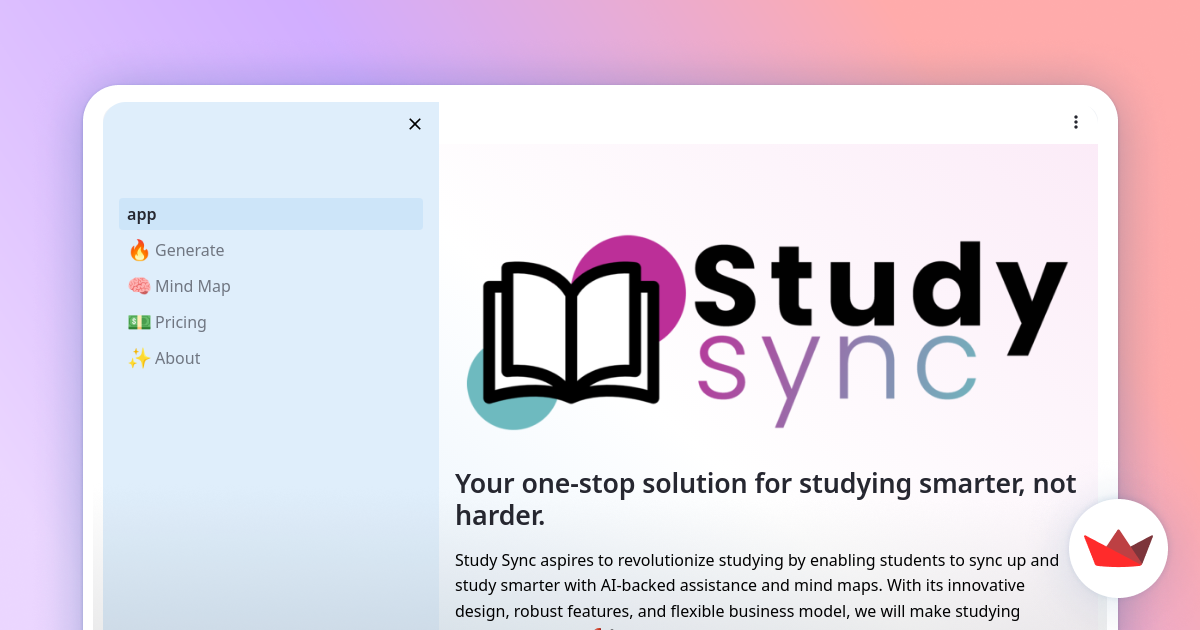 app
🔥 Generate
🧠 Mind Map
💵 Pricing
✨ About
Study
sync
Your one-stop solution for studying smarter, not
harder.
Study Sync aspires to revolutionize studying by enabling students to sync up and
study smarter with AI-backed assistance and mind maps. With its innovative
design, robust features, and flexible business model, we will make studying